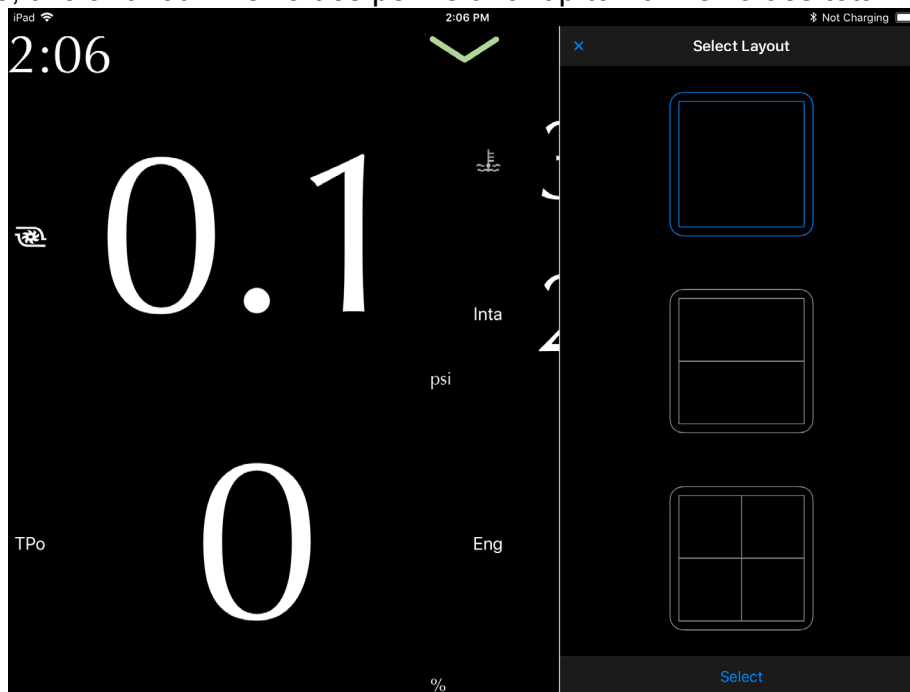 iPad 2:06 PM Not Charging
2:06
Select Layout
0.1
Inta
psi
TPo
0
Eng
%
Select